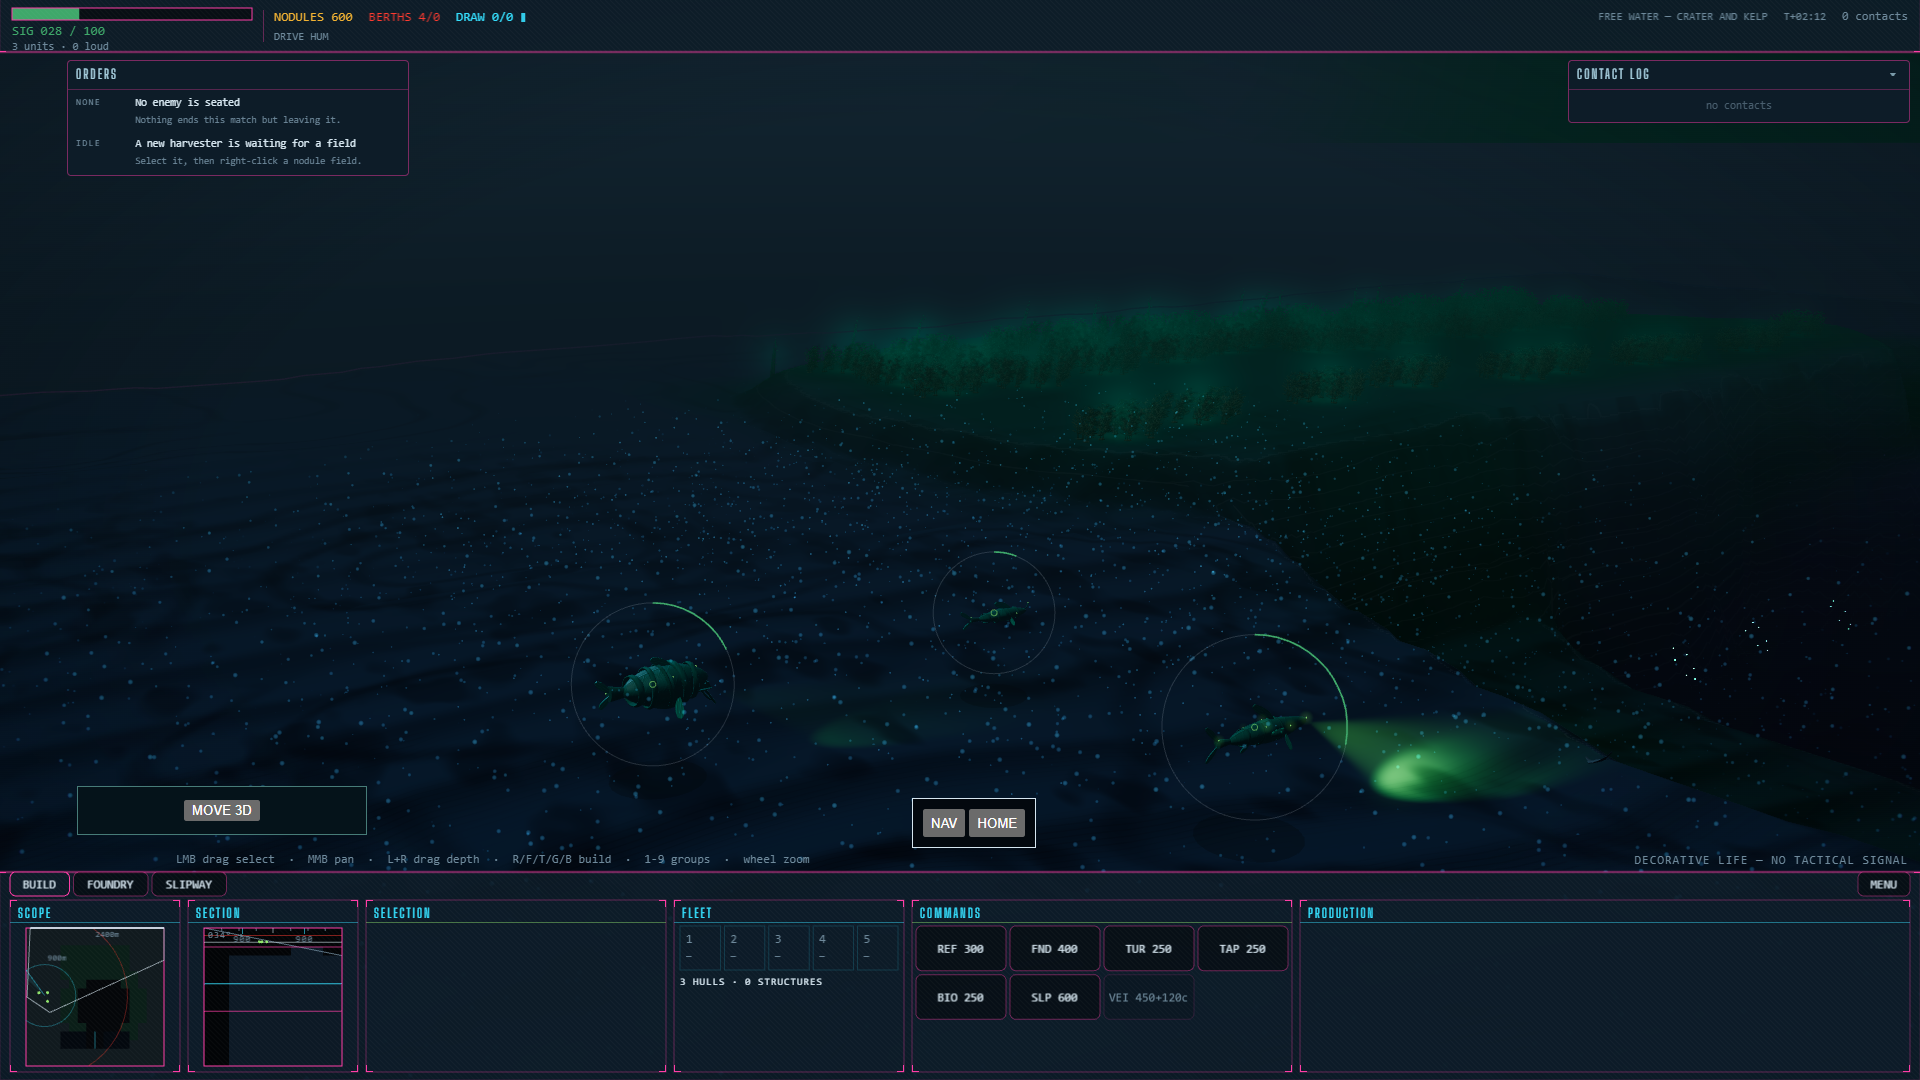 SIG 028 / 100
3 units · 0 loud
NODULES 600 BERTHS 4/0 DRAW 0/0
DRIVE HUM
FREE WATER — CRATER AND KELP T+02:12 0 contacts
ORDERS
NONE No enemy is seated
Nothing ends this match but leaving it.
IDLE A new harvester is waiting for a field
Select it, then right-click a nodule field.
CONTACT LOG
no contacts
MOVE 3D
NAV HOME
LMB drag select · MMB pan · L+R drag depth · R/F/T/G/B build · 1-9 groups · wheel zoom
DECORATIVE LIFE — NO TACTICAL SIGNAL
BUILD FOUNDRY SLIPWAY
MENU
SCOPE
2400m
900m
SECTION
034°
900 900
SELECTION
FLEET
1 2 3 4 5
– – – – –
3 HULLS · 0 STRUCTURES
COMMANDS
REF 300 FND 400 TUR 250 TAP 250
BIO 250 SLP 600 VEI 450+120c
PRODUCTION